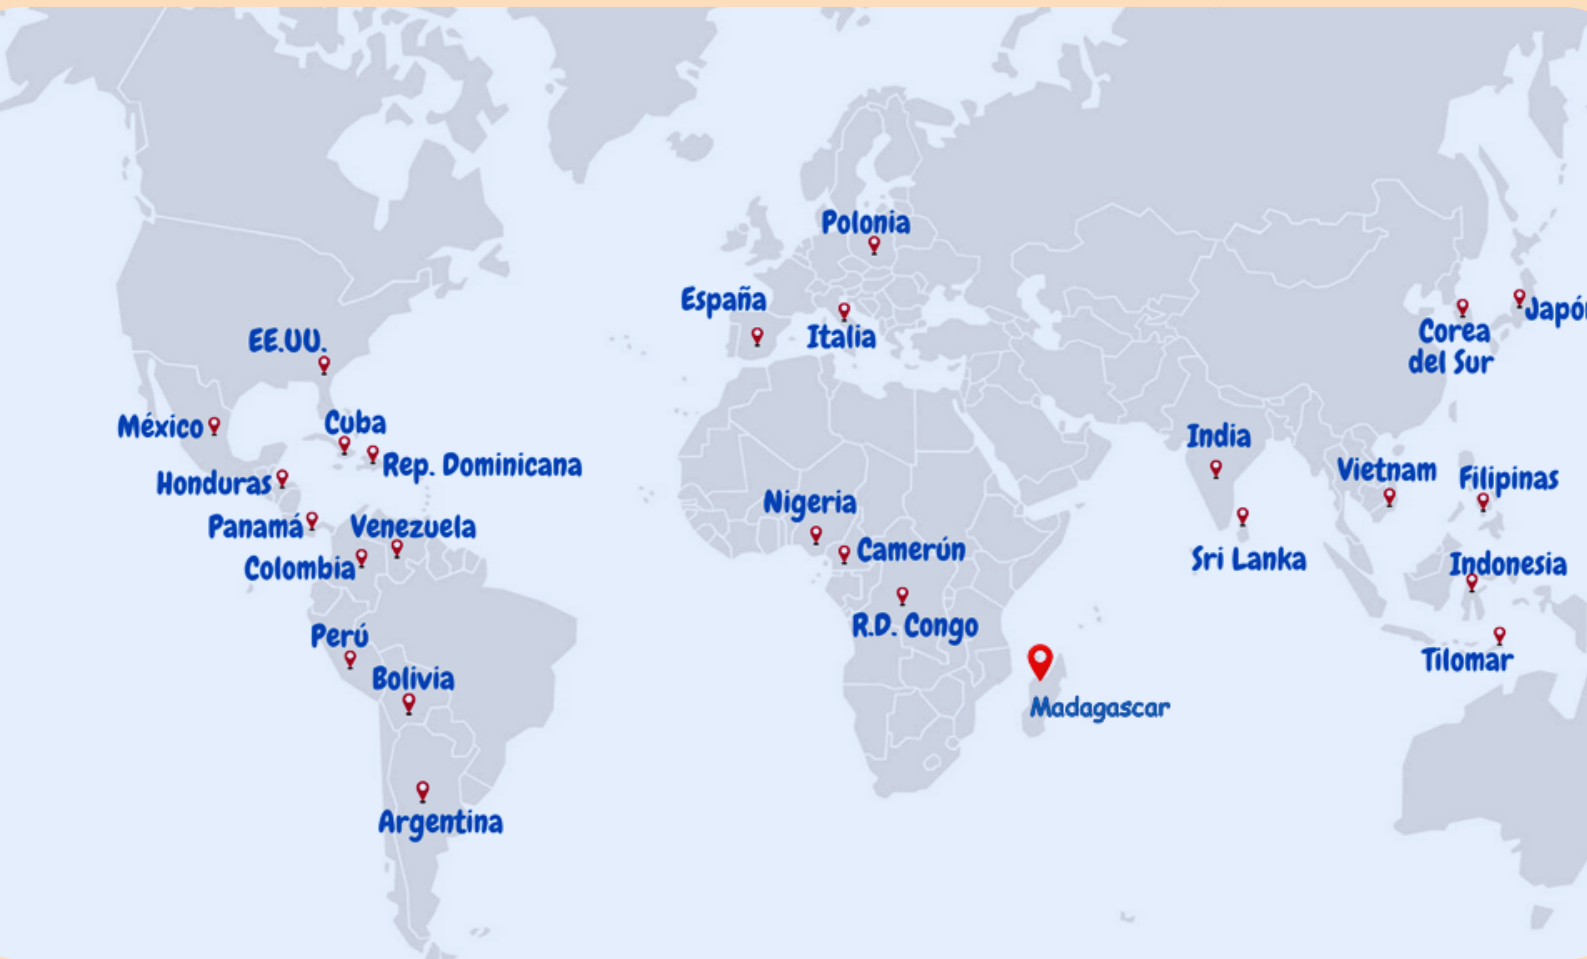 Polonia
España
Italia
EE.UU.
Corea
del Sur
Japón
México
Cuba
Rep. Dominicana
Honduras
Panamá
Venezuela
Colombia
Perú
Bolivia
Argentina
Nigeria
Camerún
R.D. Congo
Madagascar
India
Sri Lanka
Vietnam
Filipinas
Indonesia
Tilomar